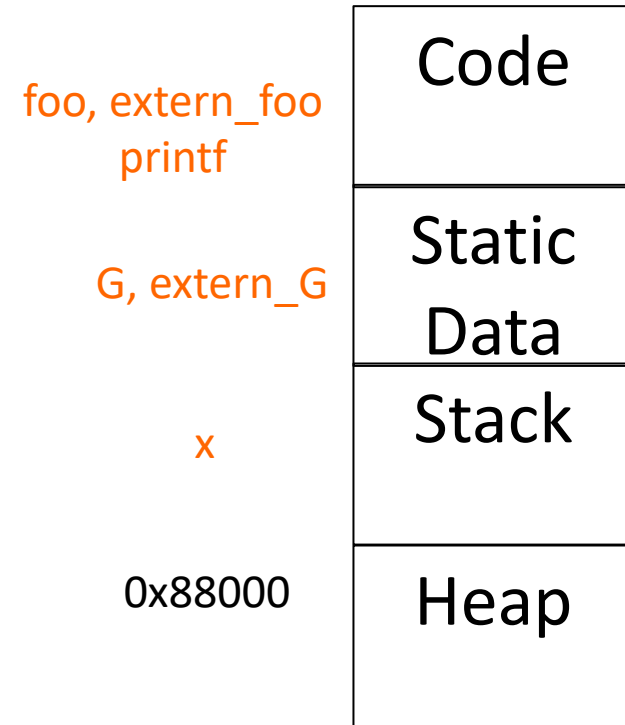 Code
foo, extern_foo
printf
Static
Data
G, extern_G
Stack
x
0x88000
Heap